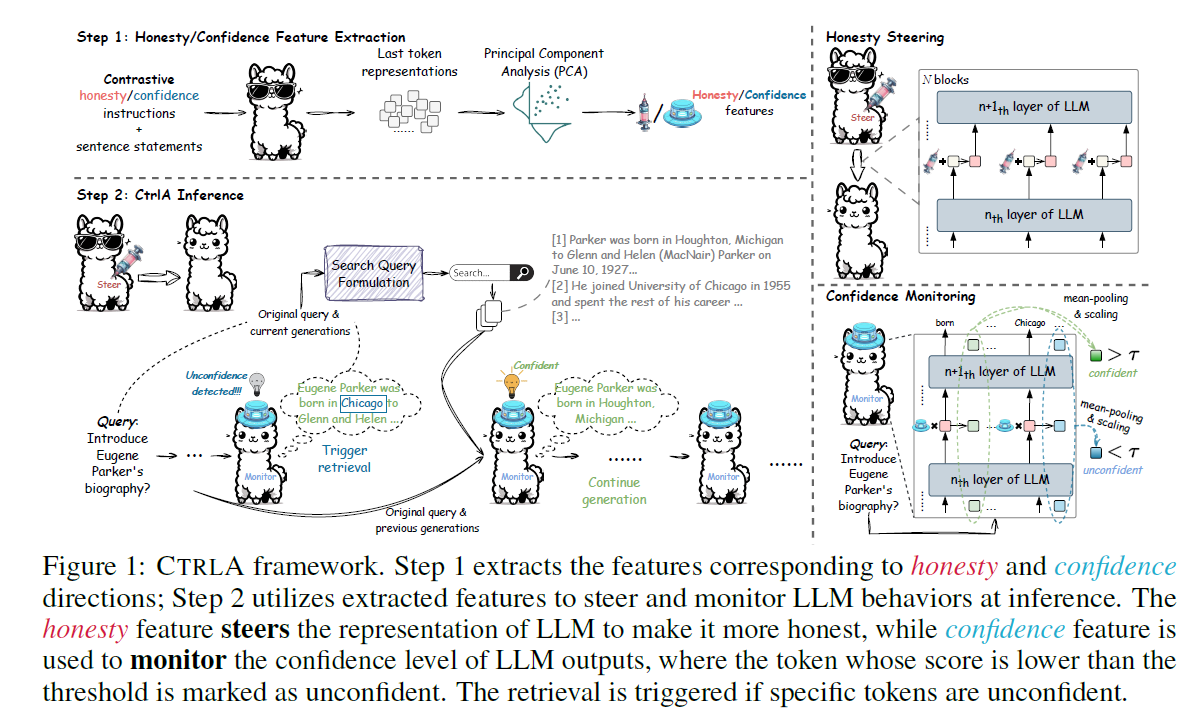 Step 1: Honesty/Confidence Feature Extraction
Contrastive
honesty/confidence
instructions
+
sentence statements
Last token
representations
......
Principal Component
Analysis (PCA)
/
Honesty/Confidence
features
Step 2: CtrlA Inference
Steer
Search Query
Formulation
Search...
Original query &
current generations
[1] Parker was born in Houghton, Michigan
to Glenn and Helen (MacNair) Parker on
June 10, 1927...
[2] He joined University of Chicago in 1955
and spent the rest of his career ...
[3] ...
Unconfidence
detected!!!!
Eugene Parker was
born in Chicago to
Glenn and Helen ...
Query:
Introduce
Eugene
Parker's
biography?
...
Monitor
Trigger
retrieval
Confident
Eugene Parker was
born in Houghton,
Michigan ...
Monitor
......
Continue
generation
Monitor
......
Original query &
previous generations
Honesty Steering
Steer
N blocks
n+1th layer of LLM
......
+
+
+
......
nth layer of LLM
Confidence Monitoring
born
...
Chicago
...
mean-pooling
& scaling
...
> τ
confident
n+1th layer of LLM
Monitor
×
...
×
mean-pooling
& scaling
< τ
unconfident
nth layer of LLM
...
Query:
Introduce
Eugene
Parker's
biography?
Figure 1: CTRLA framework. Step 1 extracts the features corresponding to honesty and confidence
directions; Step 2 utilizes extracted features to steer and monitor LLM behaviors at inference. The
honesty feature steers the representation of LLM to make it more honest, while confidence feature is
used to monitor the confidence level of LLM outputs, where the token whose score is lower than the
threshold is marked as unconfident. The retrieval is triggered if specific tokens are unconfident.